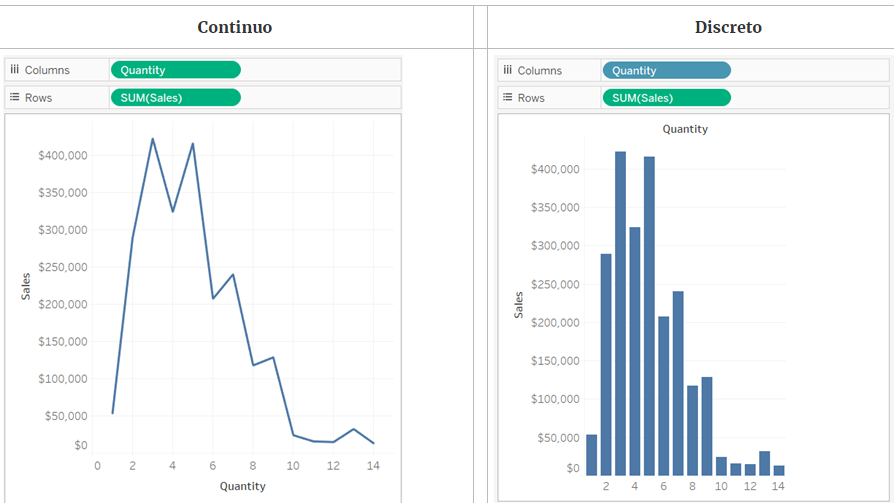 Continuo
Columns
Quantity
Rows
SUM(Sales)
$400,000
$350,000
$300,000
$250,000
$200,000
$150,000
$100,000
$50,000
$0
Sales
0 2 4 6 8 10 12 14
Quantity
Discreto
Columns
Quantity
Rows
SUM(Sales)
Quantity
$400,000
$350,000
$300,000
$250,000
$200,000
$150,000
$100,000
$50,000
$0
Sales
2 4 6 8 10 12 14